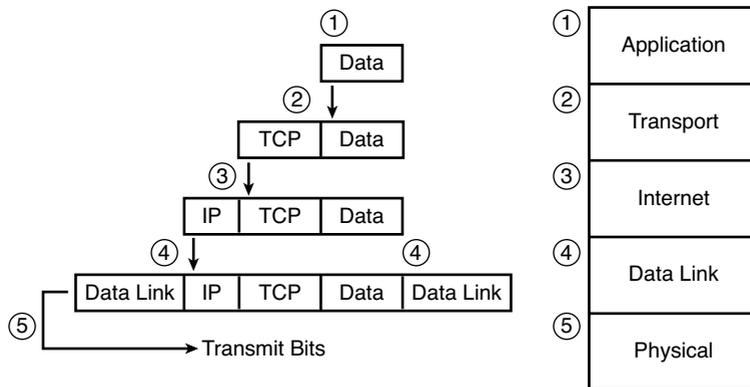 ① ① Application
Data
② ② Transport
TCP Data
③ ③ Internet
IP TCP Data
④ ④ ④ Data Link
Data Link IP TCP Data Data Link
⑤ ⑤ Physical
Transmit Bits